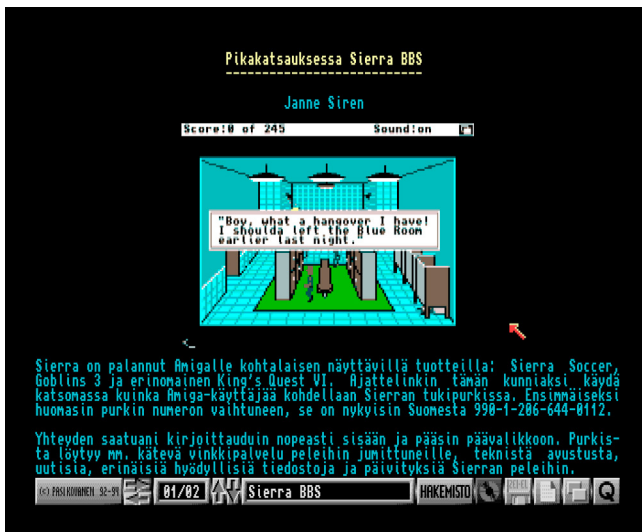 Pikakatsauksessa Sierra BBS
Janne Siren
Score:0 of 245 Sound:on
"Boy, what a hangover I have!
I shoulda left the Blue Room
earlier last night."
<_
Sierra on palannut Amigalle kohtalaisen näyttävillä tuotteilla: Sierra Soccer,
Goblins 3 ja erinomainen King's Quest VI. Ajattelinkin tämän kunniaksi käydä
katsomassa kuinka Amiga-käyttäjää kohdellaan Sierran tukipurkissa. Ensimmäiseksi
huomasin purkin numeron vaihtuneen, se on nykyisin Suomesta 990-1-206-644-0112.
Yhteyden saatuani kirjoittauduin nopeasti sisään ja pääsin päävalikkoon. Purkis-
ta löytyy mm. kätevä vinkkipalvelu peleihin jumittuneille, teknistä avustusta,
uutisia, erinäisiä hyödyllisiä tiedostoja ja päivityksiä Sierran peleihin.
(c) PASI KOVANEN 92-94 01/02 Sierra BBS HAKEMISTO Q